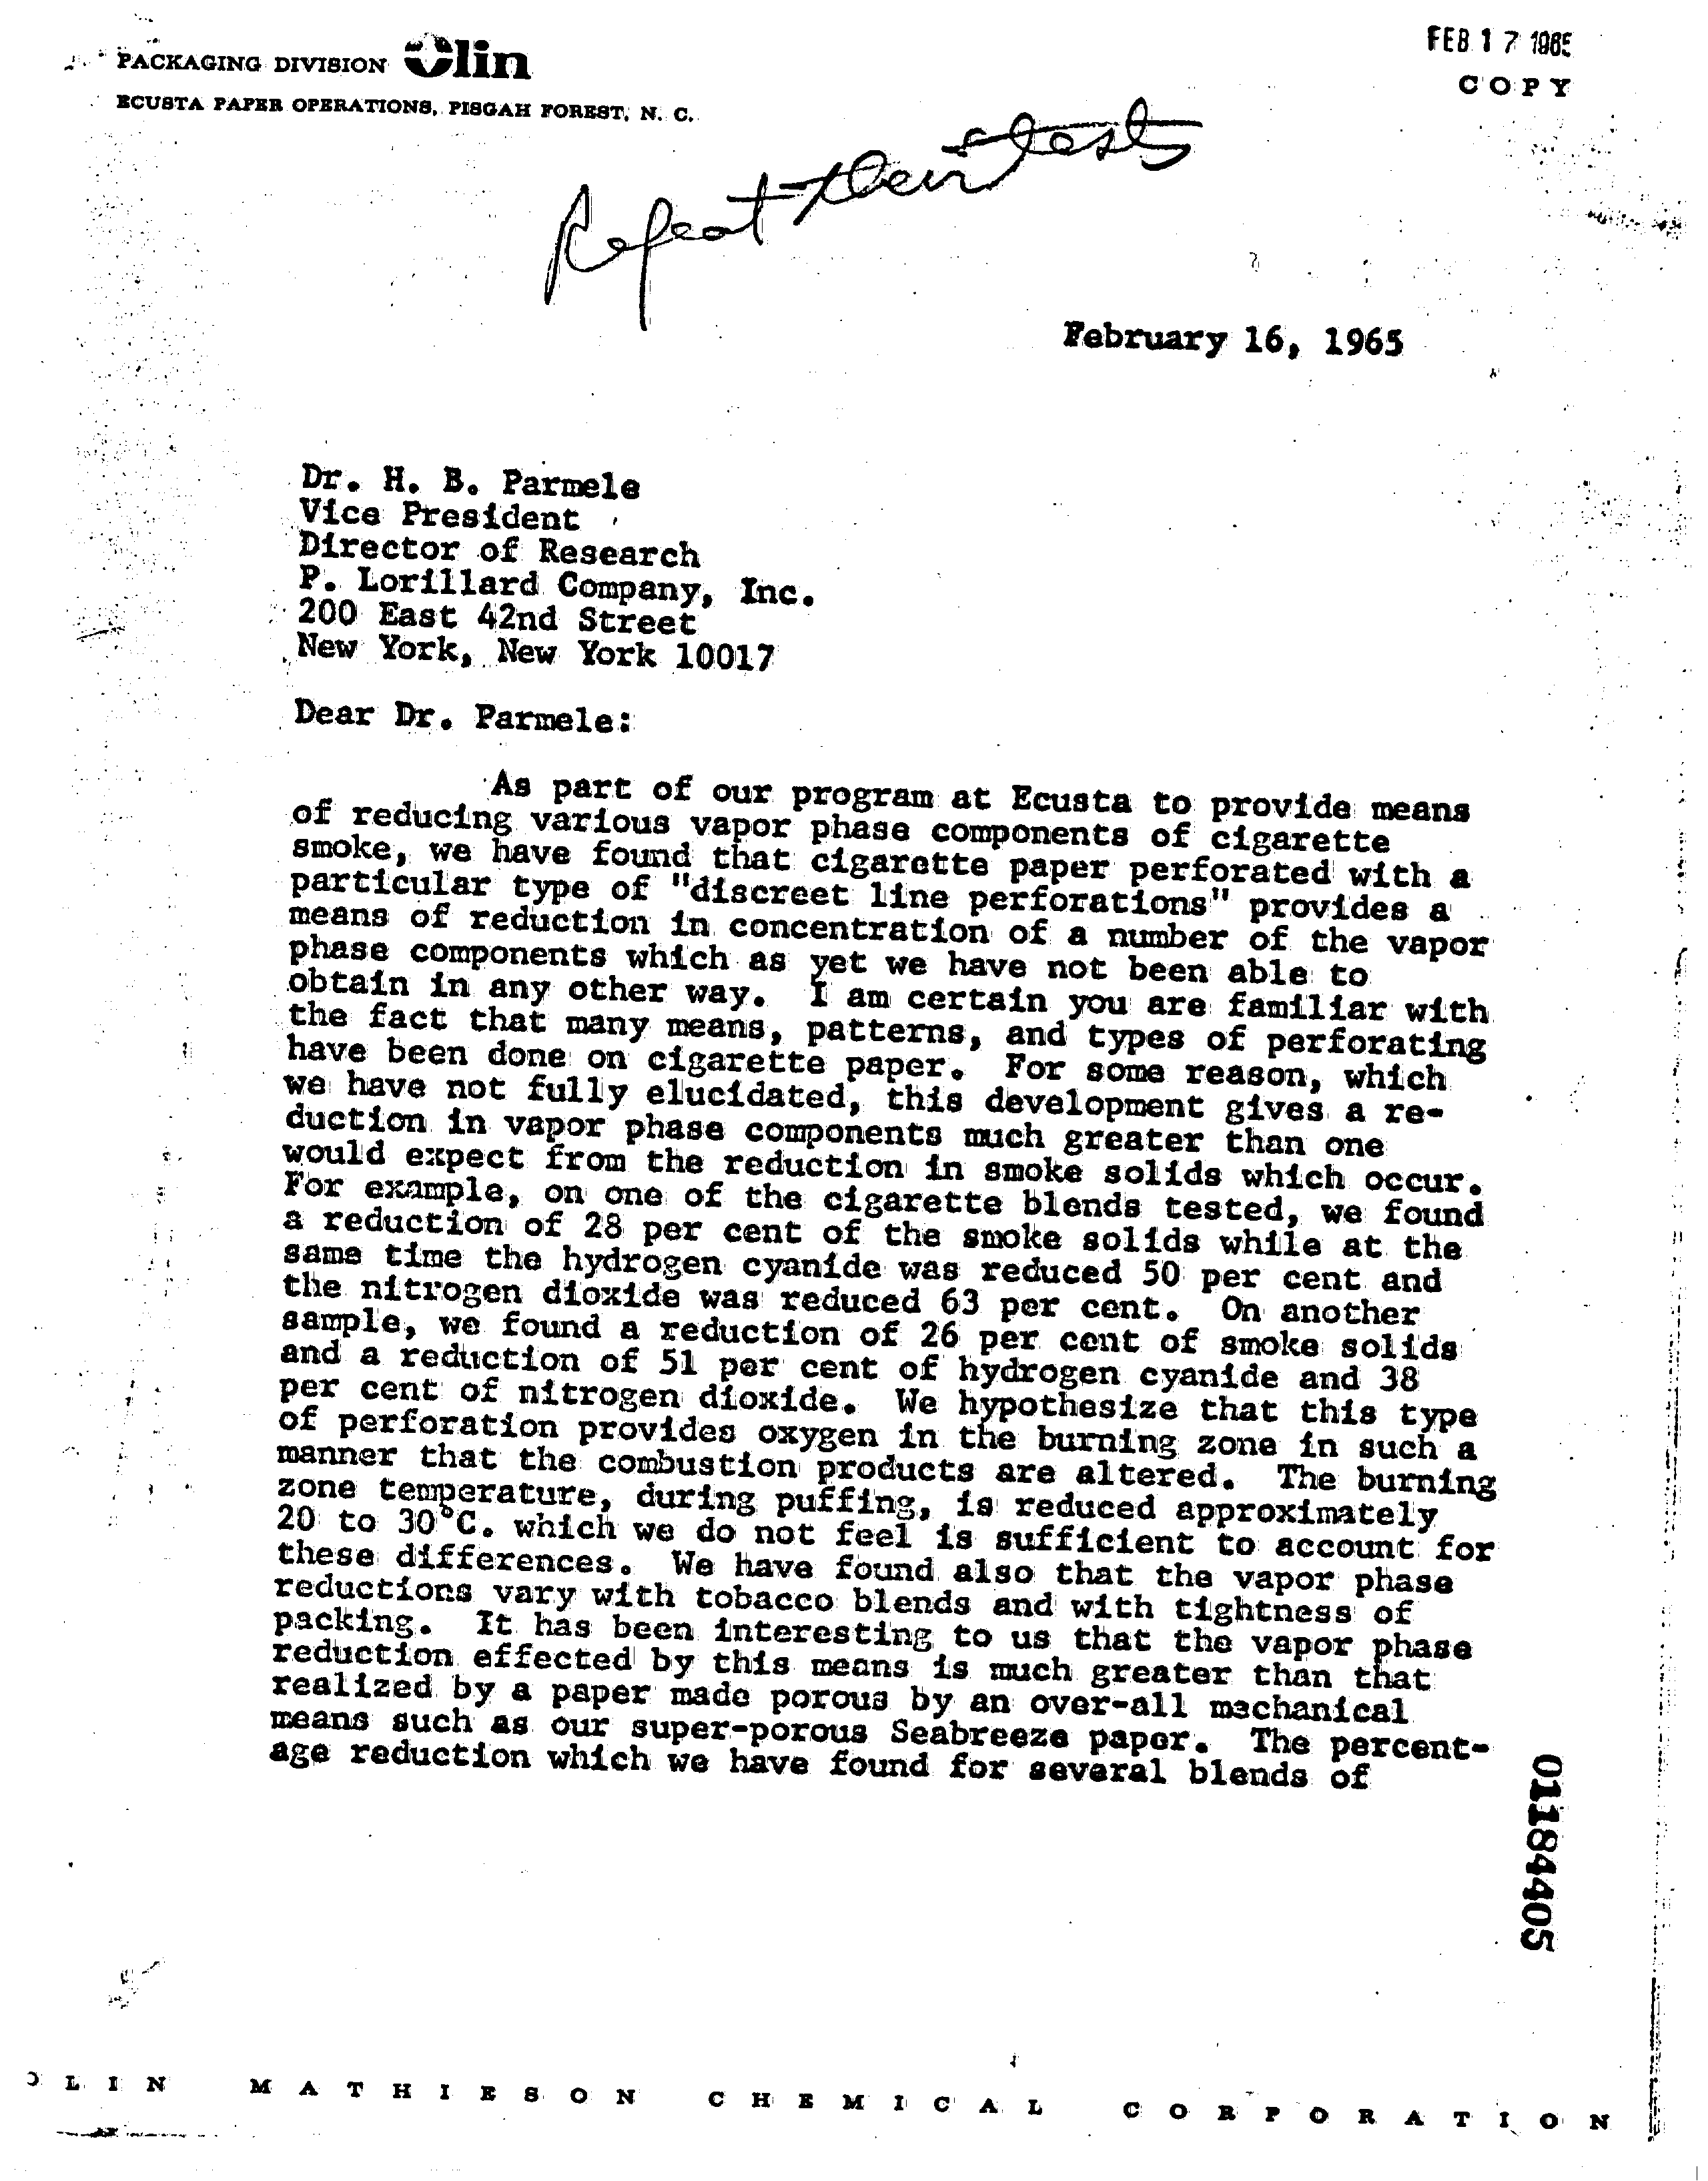 PACKAGING DIVISION Olin
ECUSTA PAPER OPERATIONS, PISGAH FOREST, N. C.
FEB 17 1965
COPY
Repeat their tests
February 16, 1965
Dr. H. B. Parmele
Vice President
Director of Research
P. Lorillard Company, Inc.
200 East 42nd Street
New York, New York 10017
Dear Dr. Parmele:
As part of our program at Ecusta to provide means
of reducing various vapor phase components of cigarette
smoke, we have found that cigarette paper perforated with a
particular type of "discreet line perforations" provides a
means of reduction in concentration of a number of the vapor
phase components which as yet we have not been able to
obtain in any other way. I am certain you are familiar with
the fact that many means, patterns, and types of perforating
have been done on cigarette paper. For some reason, which
we have not fully elucidated, this development gives a re-
duction in vapor phase components much greater than one
would expect from the reduction in smoke solids which occur.
For example, on one of the cigarette blends tested, we found
a reduction of 28 per cent of the smoke solids while at the
same time the hydrogen cyanide was reduced 50 per cent and
the nitrogen dioxide was reduced 63 per cent. On another
sample, we found a reduction of 26 per cent of smoke solids
and a reduction of 51 per cent of hydrogen cyanide and 38
per cent of nitrogen dioxide. We hypothesize that this type
of perforation provides oxygen in the burning zone in such a
manner that the combustion products are altered. The burning
zone temperature, during puffing, is reduced approximately
20 to 30°C. which we do not feel is sufficient to account for
these differences. We have found also that the vapor phase
reductions vary with tobacco blends and with tightness of
packing. It has been interesting to us that the vapor phase
reduction effected by this means is much greater than that
realized by a paper made porous by an over-all mechanical
means such as our super-porous Seabreeze paper. The percent-
age reduction which we have found for several blends of
01184405
OLIN MATHIESON CHEMICAL CORPORATION